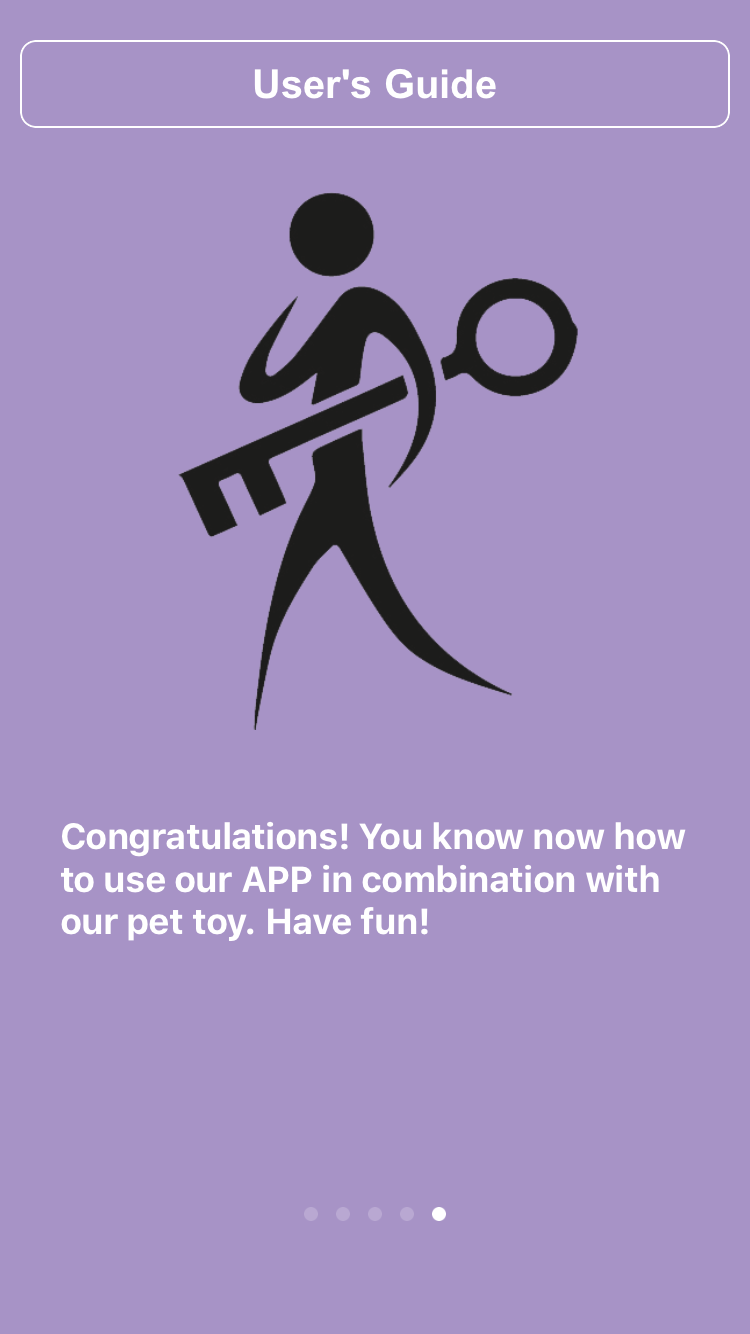 User's Guide
Congratulations! You know now how
to use our APP in combination with
our pet toy. Have fun!